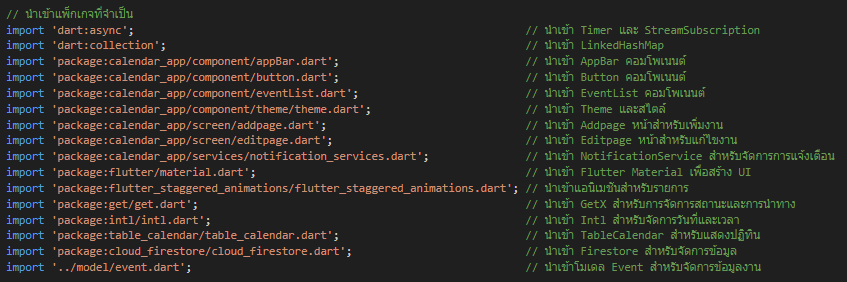 // นำเข้าแพ็กเกจที่จำเป็น
import 'dart:async'; // นำเข้า Timer และ StreamSubscription
import 'dart:collection'; // นำเข้า LinkedHashMap
import 'package:calendar_app/component/appBar.dart'; // นำเข้า AppBar คอมโพเนนต์
import 'package:calendar_app/component/button.dart'; // นำเข้า Button คอมโพเนนต์
import 'package:calendar_app/component/eventList.dart'; // นำเข้า EventList คอมโพเนนต์
import 'package:calendar_app/component/theme/theme.dart'; // นำเข้า Theme และสไตล์
import 'package:calendar_app/screen/addpage.dart'; // นำเข้า Addpage หน้าสำหรับเพิ่มงาน
import 'package:calendar_app/screen/editpage.dart'; // นำเข้า Editpage หน้าสำหรับแก้ไขงาน
import 'package:calendar_app/services/notification_services.dart'; // นำเข้า NotificationService สำหรับจัดการการแจ้งเตือน
import 'package:flutter/material.dart'; // นำเข้า Flutter Material เพื่อสร้าง UI
import 'package:flutter_staggered_animations/flutter_staggered_animations.dart'; // นำเข้าแอนิเมชันสำหรับรายการ
import 'package:get/get.dart'; // นำเข้า GetX สำหรับการจัดการสถานะและการนำทาง
import 'package:intl/intl.dart'; // นำเข้า Intl สำหรับจัดการวันที่และเวลา
import 'package:table_calendar/table_calendar.dart'; // นำเข้า TableCalendar สำหรับแสดงปฏิทิน
import 'package:cloud_firestore/cloud_firestore.dart'; // นำเข้า Firestore สำหรับจัดการข้อมูล
import '../model/event.dart'; // นำเข้าโมเดล Event สำหรับจัดการข้อมูลงาน